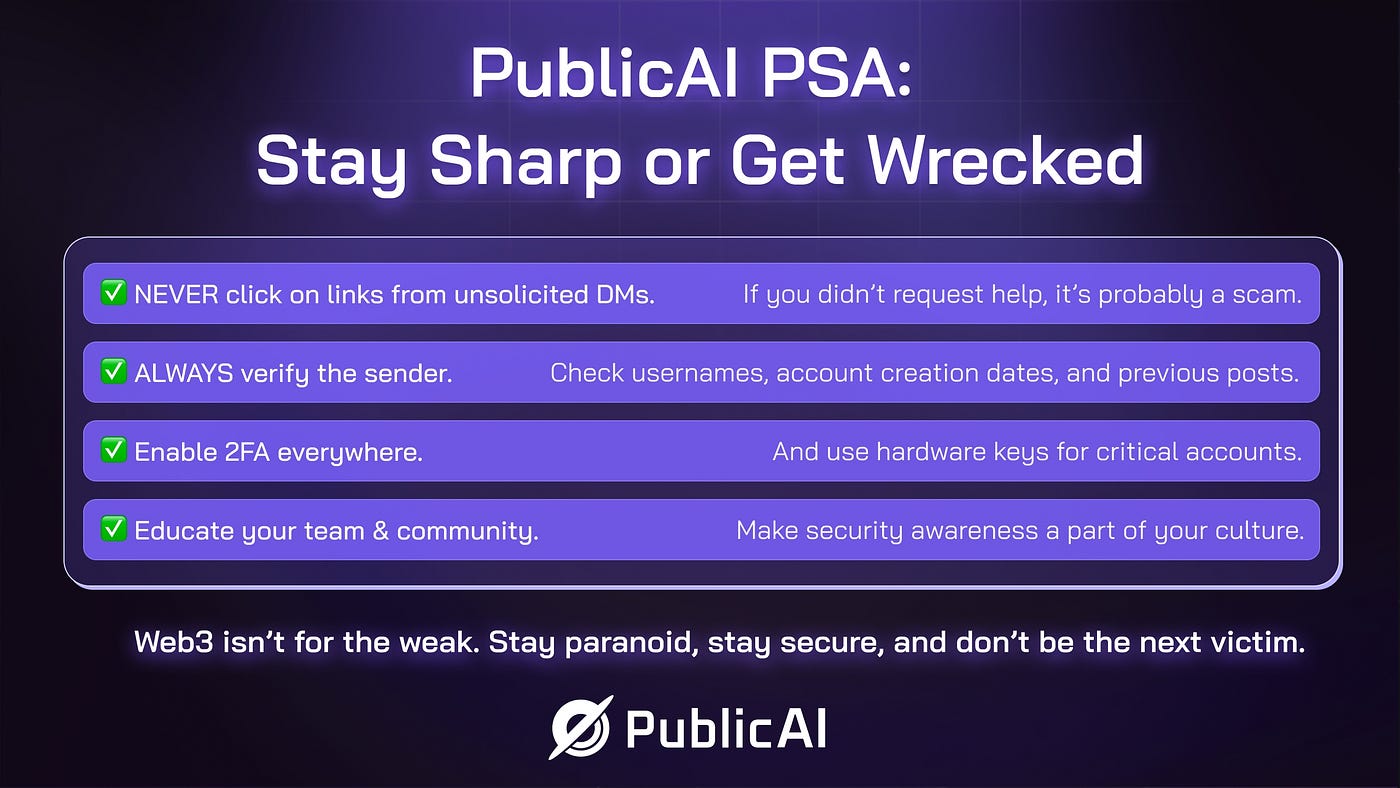 PublicAI PSA:
Stay Sharp or Get Wrecked
✅ NEVER click on links from unsolicited DMs. If you didn’t request help, it’s probably a scam.
✅ ALWAYS verify the sender. Check usernames, account creation dates, and previous posts.
✅ Enable 2FA everywhere. And use hardware keys for critical accounts.
✅ Educate your team & community. Make security awareness a part of your culture.
Web3 isn’t for the weak. Stay paranoid, stay secure, and don’t be the next victim.
PublicAI